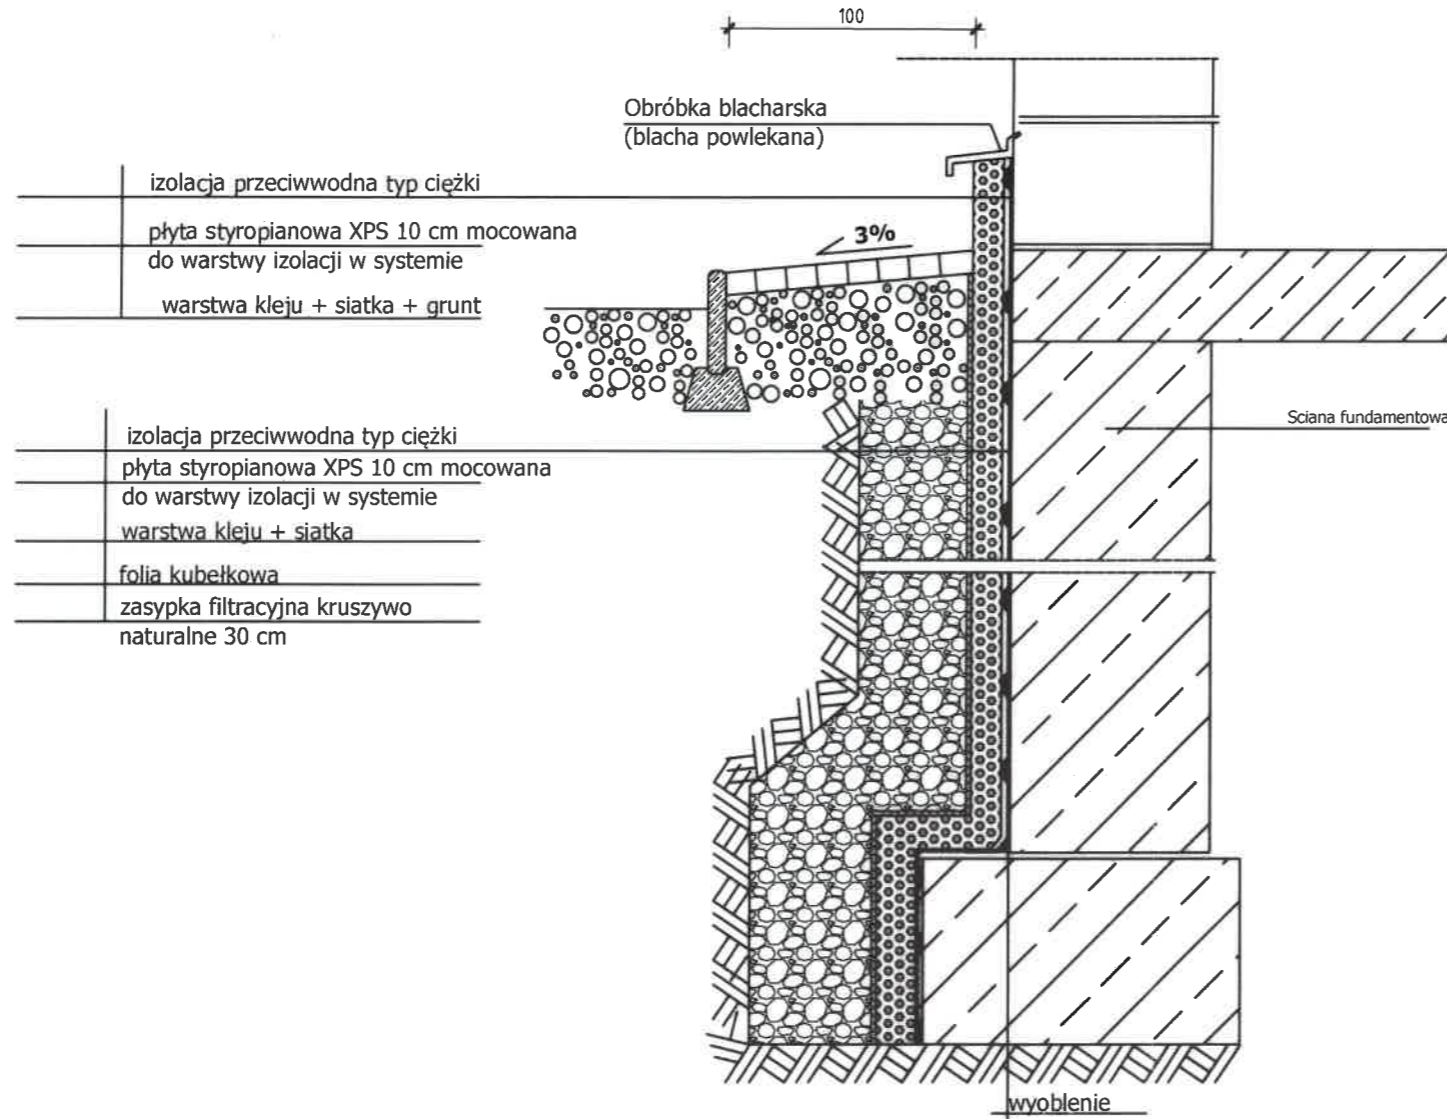 100
Obróbka blacharska
(blacha powlekana)
izolacja przeciwwodna typ ciężki
płyta styropianowa XPS 10 cm mocowana
do warstwy izolacji w systemie
warstwa kleju + siatka + grunt
3%
Sciana fundamentowa
izolacja przeciwwodna typ ciężki
płyta styropianowa XPS 10 cm mocowana
do warstwy izolacji w systemie
warstwa kleju + siatka
folia kubełkowa
zasypka filtracyjna kruszywo
naturalne 30 cm
wyoblenie